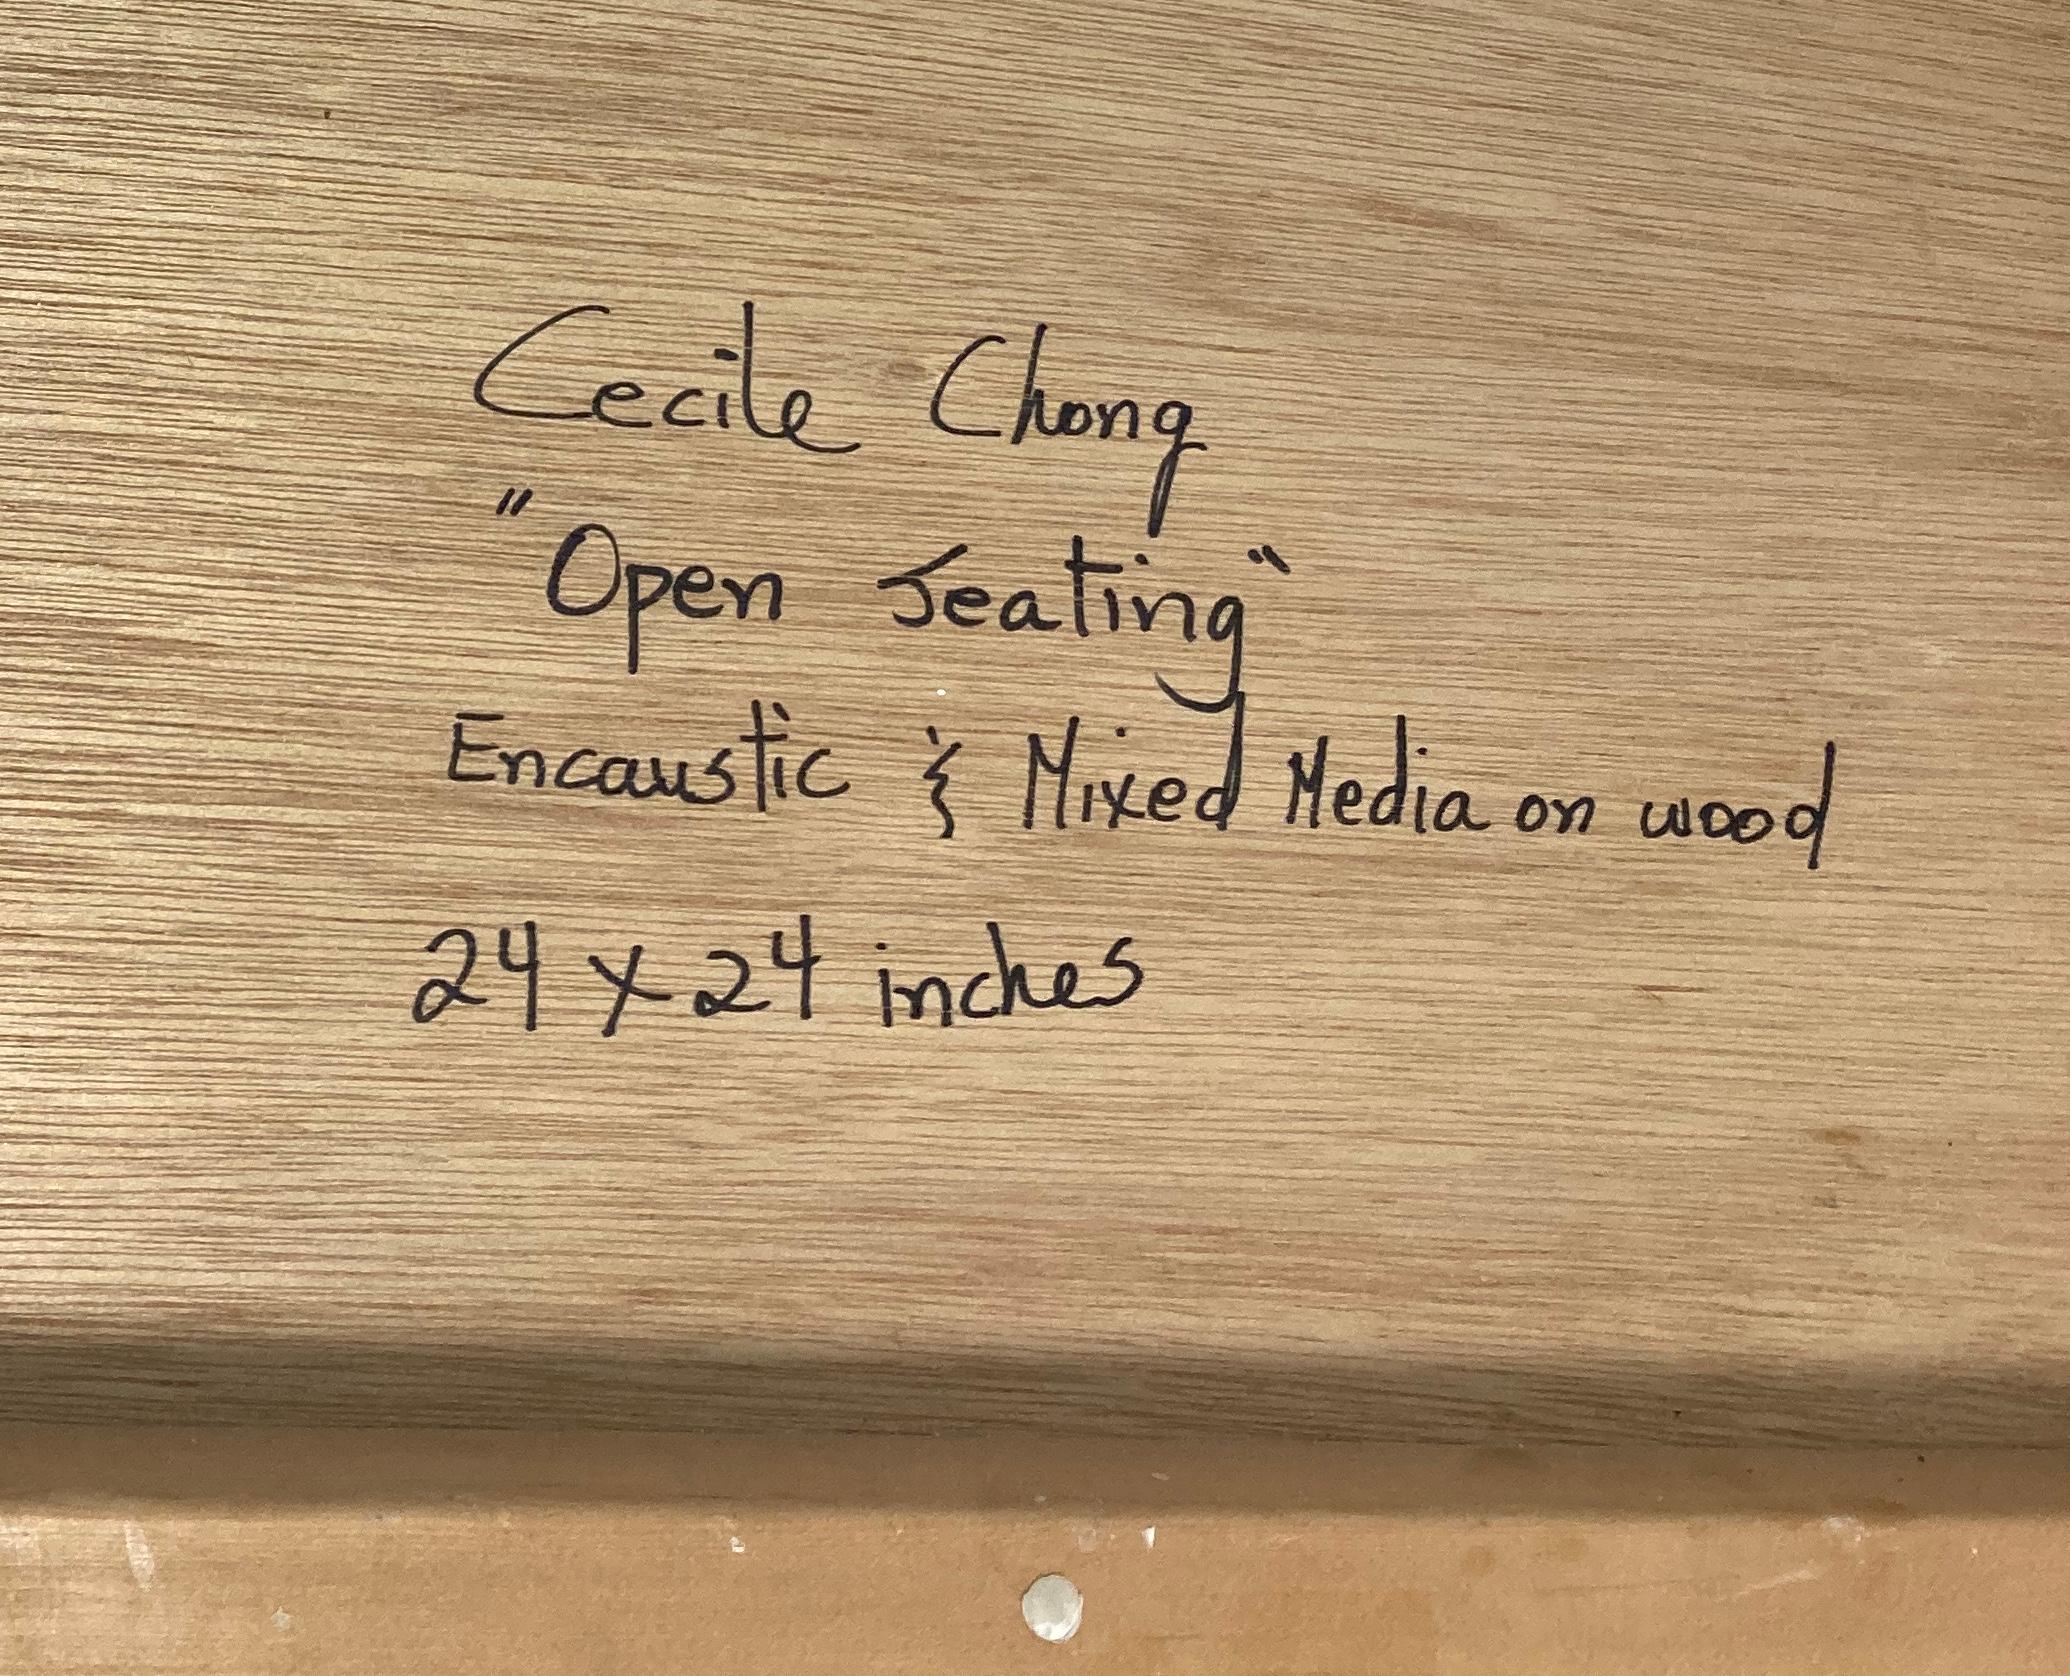 Cecile Chong
"Open Seating"
Encaustic & Mixed Media on wood
24 x 24 inches